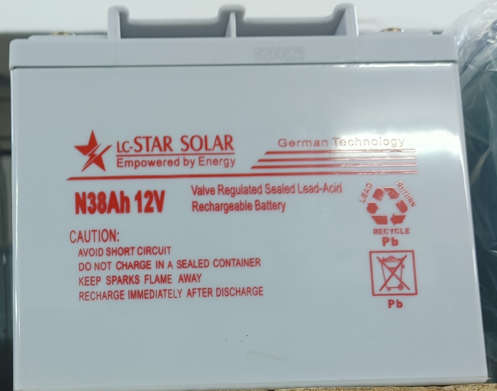 LC-STAR SOLAR
Empowered by Energy
German Technology
N38Ah 12V
Valve Regulated Sealed Lead-Acid
Rechargeable Battery
CAUTION:
AVOID SHORT CIRCUIT
DO NOT CHARGE IN A SEALED CONTAINER
KEEP SPARKS FLAME AWAY
RECHARGE IMMEDIATELY AFTER DISCHARGE
LEAD
RECYCLE
Pb
Pb